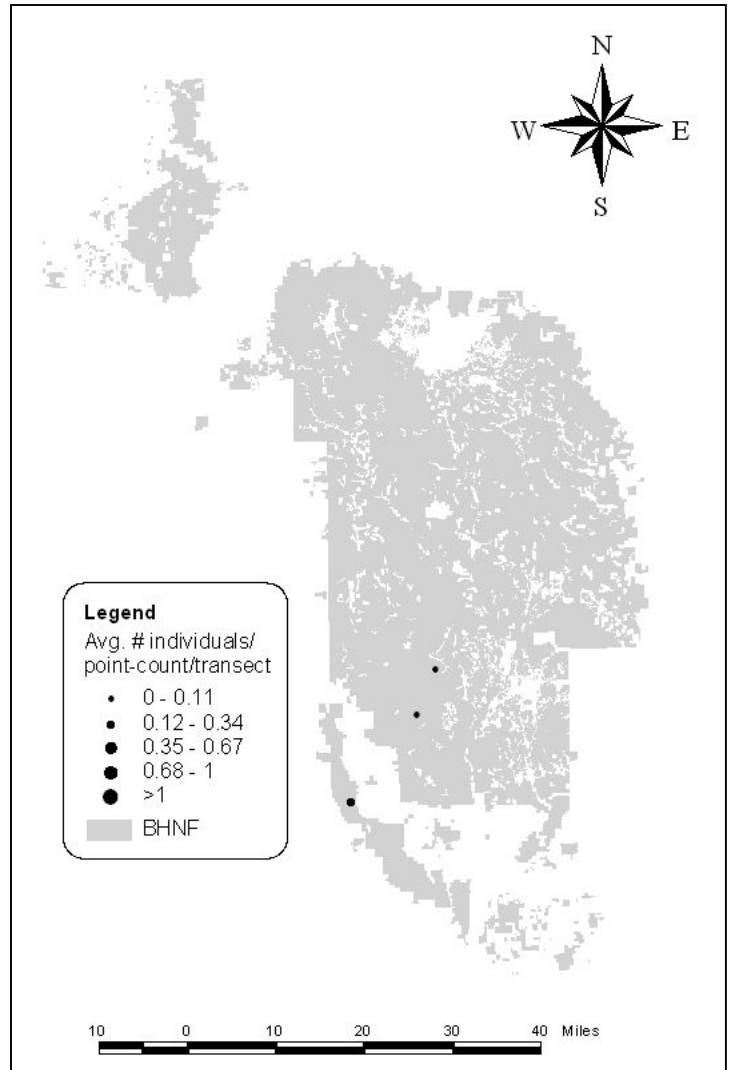 N
W E
S
Legend
Avg. # individuals/
point-count/transect
0 - 0.11
0.12 - 0.34
0.35 - 0.67
0.68 - 1
>1
BHNF
10 0 10 20 30 40 Miles